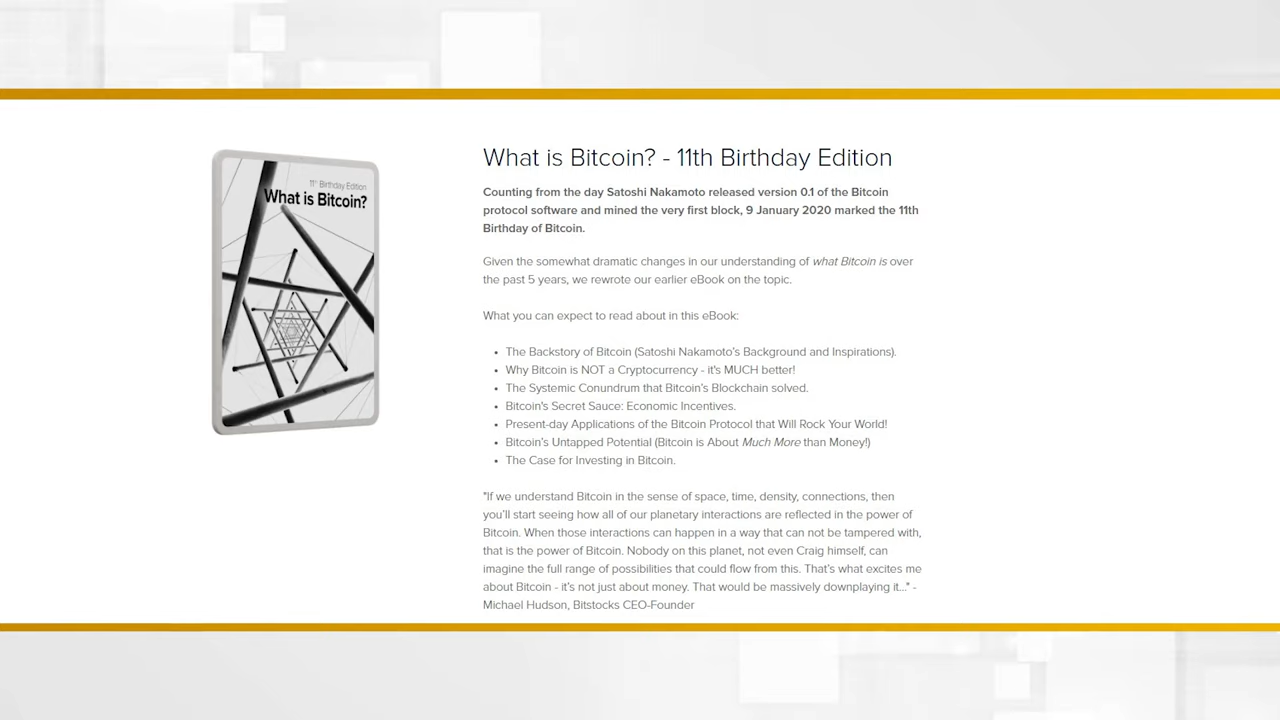 11th Birthday Edition
What is Bitcoin?
What is Bitcoin? - 11th Birthday Edition
Counting from the day Satoshi Nakamoto released version 0.1 of the Bitcoin
protocol software and mined the very first block, 9 January 2020 marked the 11th
Birthday of Bitcoin.
Given the somewhat dramatic changes in our understanding of what Bitcoin is over
the past 5 years, we rewrote our earlier eBook on the topic.
What you can expect to read about in this eBook:
• The Backstory of Bitcoin (Satoshi Nakamoto’s Background and Inspirations).
• Why Bitcoin is NOT a Cryptocurrency - it's MUCH better!
• The Systemic Conundrum that Bitcoin’s Blockchain solved.
• Bitcoin's Secret Sauce: Economic Incentives.
• Present-day Applications of the Bitcoin Protocol that Will Rock Your World!
• Bitcoin’s Untapped Potential (Bitcoin is About Much More than Money!)
• The Case for Investing in Bitcoin.
"If we understand Bitcoin in the sense of space, time, density, connections, then
you’ll start seeing how all of our planetary interactions are reflected in the power of
Bitcoin. When those interactions can happen in a way that can not be tampered with,
that is the power of Bitcoin. Nobody on this planet, not even Craig himself, can
imagine the full range of possibilities that could flow from this. That’s what excites me
about Bitcoin - it’s not just about money. That would be massively downplaying it..." -
Michael Hudson, Bitstocks CEO-Founder